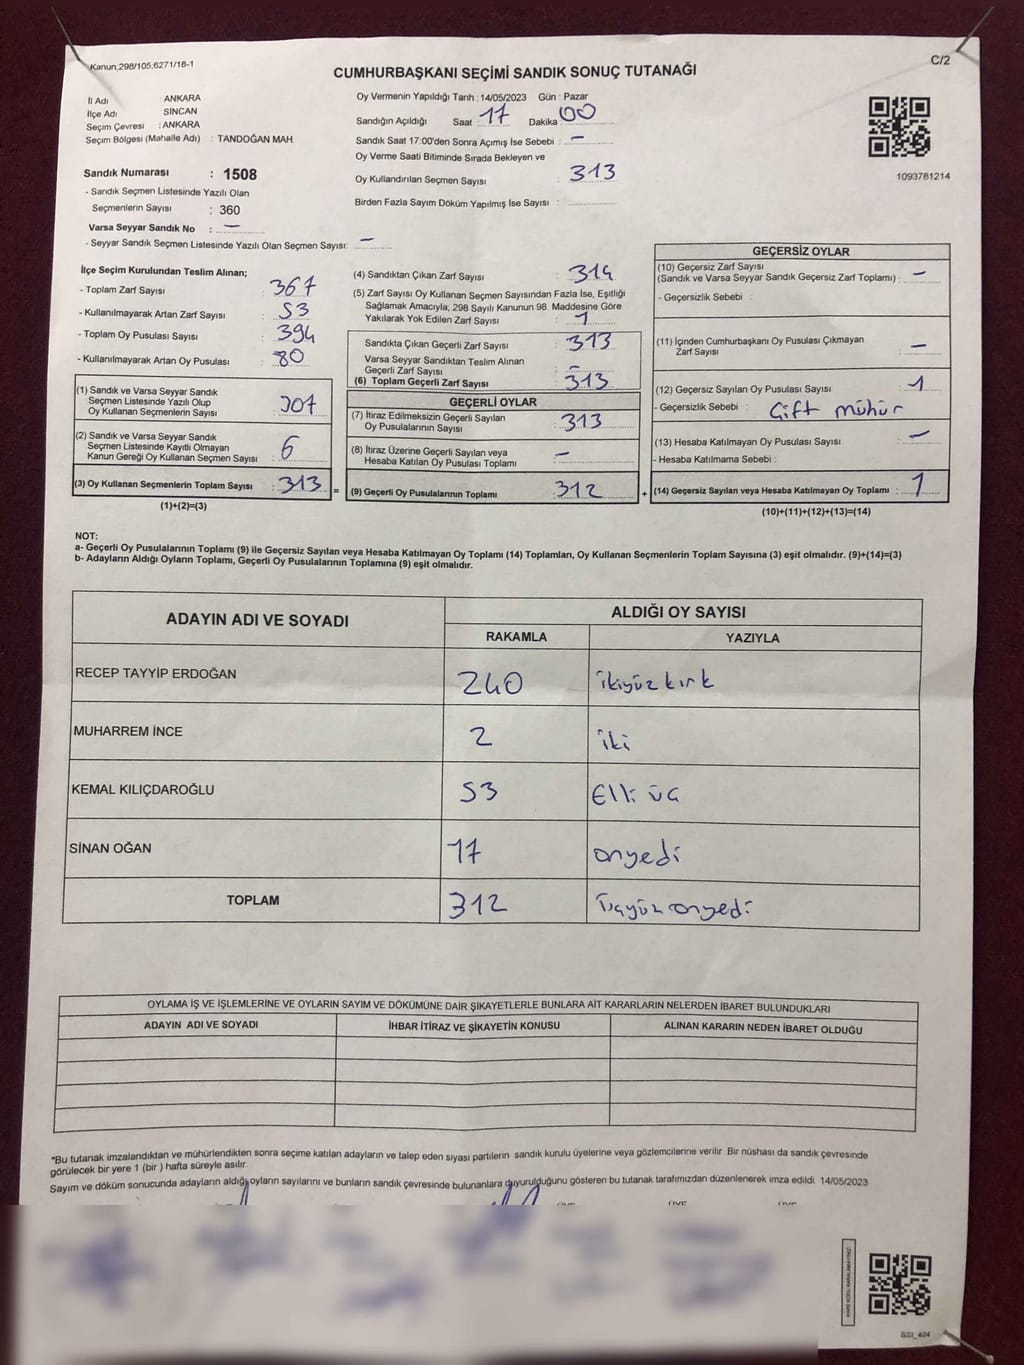 Kanun;298/105,6271/18-1
C/2
CUMHURBAŞKANI SEÇİMİ SANDIK SONUÇ TUTANAĞI
İl Adı ANKARA
İlçe Adı SİNCAN
Seçim Çevresi : ANKARA
Seçim Bölgesi (Mahalle Adı) : TANDOĞAN MAH.
Sandık Numarası : 1508
- Sandık Seçmen Listesinde Yazılı Olan
Seçmenlerin Sayısı : 360
Varsa Seyyar Sandık No : —
- Seyyar Sandık Seçmen Listesinde Yazılı Olan Seçmen Sayısı: —
Oy Vermenin Yapıldığı Tarih :14/05/2023 Gün : Pazar
Sandığın Açıldığı Saat : 17 Dakika : 00
Sandık Saat 17:00'den Sonra Açımış İse Sebebi : —
Oy Verme Saati Bitiminde Sırada Bekleyen ve
Oy Kullandırılan Seçmen Sayısı : 313
Birden Fazla Sayım Döküm Yapılmış İse Sayısı :
1093781214
İlçe Seçim Kurulundan Teslim Alınan;
- Toplam Zarf Sayısı : 367
- Kullanılmayarak Artan Zarf Sayısı : 53
- Toplam Oy Pusulası Sayısı : 394
- Kullanılmayarak Artan Oy Pusulası : 80
(1) Sandık ve Varsa Seyyar Sandık
Seçmen Listesinde Yazılı Olup
Oy Kullanan Seçmenlerin Sayısı : 307
(2) Sandık ve Varsa Seyyar Sandık
Seçmen Listesinde Kayıtlı Olmayan
Kanun Gereği Oy Kullanan Seçmen Sayısı : 6
(3) Oy Kullanan Seçmenlerin Toplam Sayısı : 313
(1)+(2)=(3)
=
(4) Sandıktan Çıkan Zarf Sayısı : 314
(5) Zarf Sayısı Oy Kullanan Seçmen Sayısından Fazla İse, Eşitliği
Sağlamak Amacıyla, 298 Sayılı Kanunun 98. Maddesine Göre
Yakılarak Yok Edilen Zarf Sayısı : 1
Sandıkta Çıkan Geçerli Zarf Sayısı : 313
Varsa Seyyar Sandıktan Teslim Alınan
Geçerli Zarf Sayısı : —
(6) Toplam Geçerli Zarf Sayısı : 313
GEÇERLİ OYLAR
(7) İtiraz Edilmeksizin Geçerli Sayılan
Oy Pusulalarının Sayısı : 313
(8) İtiraz Üzerine Geçerli Sayılan veya
Hesaba Katılan Oy Pusulası Toplamı : —
(9) Geçerli Oy Pusulalarının Toplamı : 312
+
GEÇERSİZ OYLAR
(10) Geçersiz Zarf Sayısı
(Sandık ve Varsa Seyyar Sandık Geçersiz Zarf Toplamı) : —
- Geçersizlik Sebebi :
(11) İçinden Cumhurbaşkanı Oy Pusulası Çıkmayan
Zarf Sayısı : —
(12) Geçersiz Sayılan Oy Pusulası Sayısı : 1
- Geçersizlik Sebebi : Çift mühür
(13) Hesaba Katılmayan Oy Pusulası Sayısı : —
- Hesaba Katılmama Sebebi :
(14) Geçersiz Sayılan veya Hesaba Katılmayan Oy Toplamı : 1
(10)+(11)+(12)+(13)=(14)
NOT:
a- Geçerli Oy Pusulalarının Toplamı (9) ile Geçersiz Sayılan veya Hesaba Katılmayan Oy Toplamı (14) Toplamları, Oy Kullanan Seçmenlerin Toplam Sayısına (3) eşit olmalıdır. (9)+(14)=(3)
b- Adayların Aldığı Oyların Toplamı, Geçerli Oy Pusulalarının Toplamına (9) eşit olmalıdır.
ADAYIN ADI VE SOYADI ALDIĞI OY SAYISI
RAKAMLA YAZIYLA
RECEP TAYYİP ERDOĞAN 240 ikiyüz kırk
MUHARREM İNCE 2 iki
KEMAL KILIÇDAROĞLU 53 Elli üç
SİNAN OĞAN 17 onyedi
TOPLAM 312 üçyüz onyedi
OYLAMA İŞ VE İŞLEMLERİNE VE OYLARIN SAYIM VE DÖKÜMÜNE DAİR ŞİKAYETLERLE BUNLARA AİT KARARLARIN NELERDEN İBARET BULUNDUKLARI
ADAYIN ADI VE SOYADI İHBAR İTİRAZ VE ŞİKAYETİN KONUSU ALINAN KARARIN NEDEN İBARET OLDUĞU
*Bu tutanak imzalandıktan ve mühürlendikten sonra seçime katılan adayların ve talep eden siyasi partilerin sandık kurulu üyelerine veya gözlemcilerine verilir. Bir nüshası da sandık çevresinde
görülecek bir yere 1 (bir ) hafta süreyle asılır.
Sayım ve döküm sonucunda adayların aldığı oyların sayılarını ve bunların sandık çevresinde bulunanlara duyurulduğunu gösteren bu tutanak tarafımızdan düzenlenerek imza edildi. 14/05/2023
SSI_404